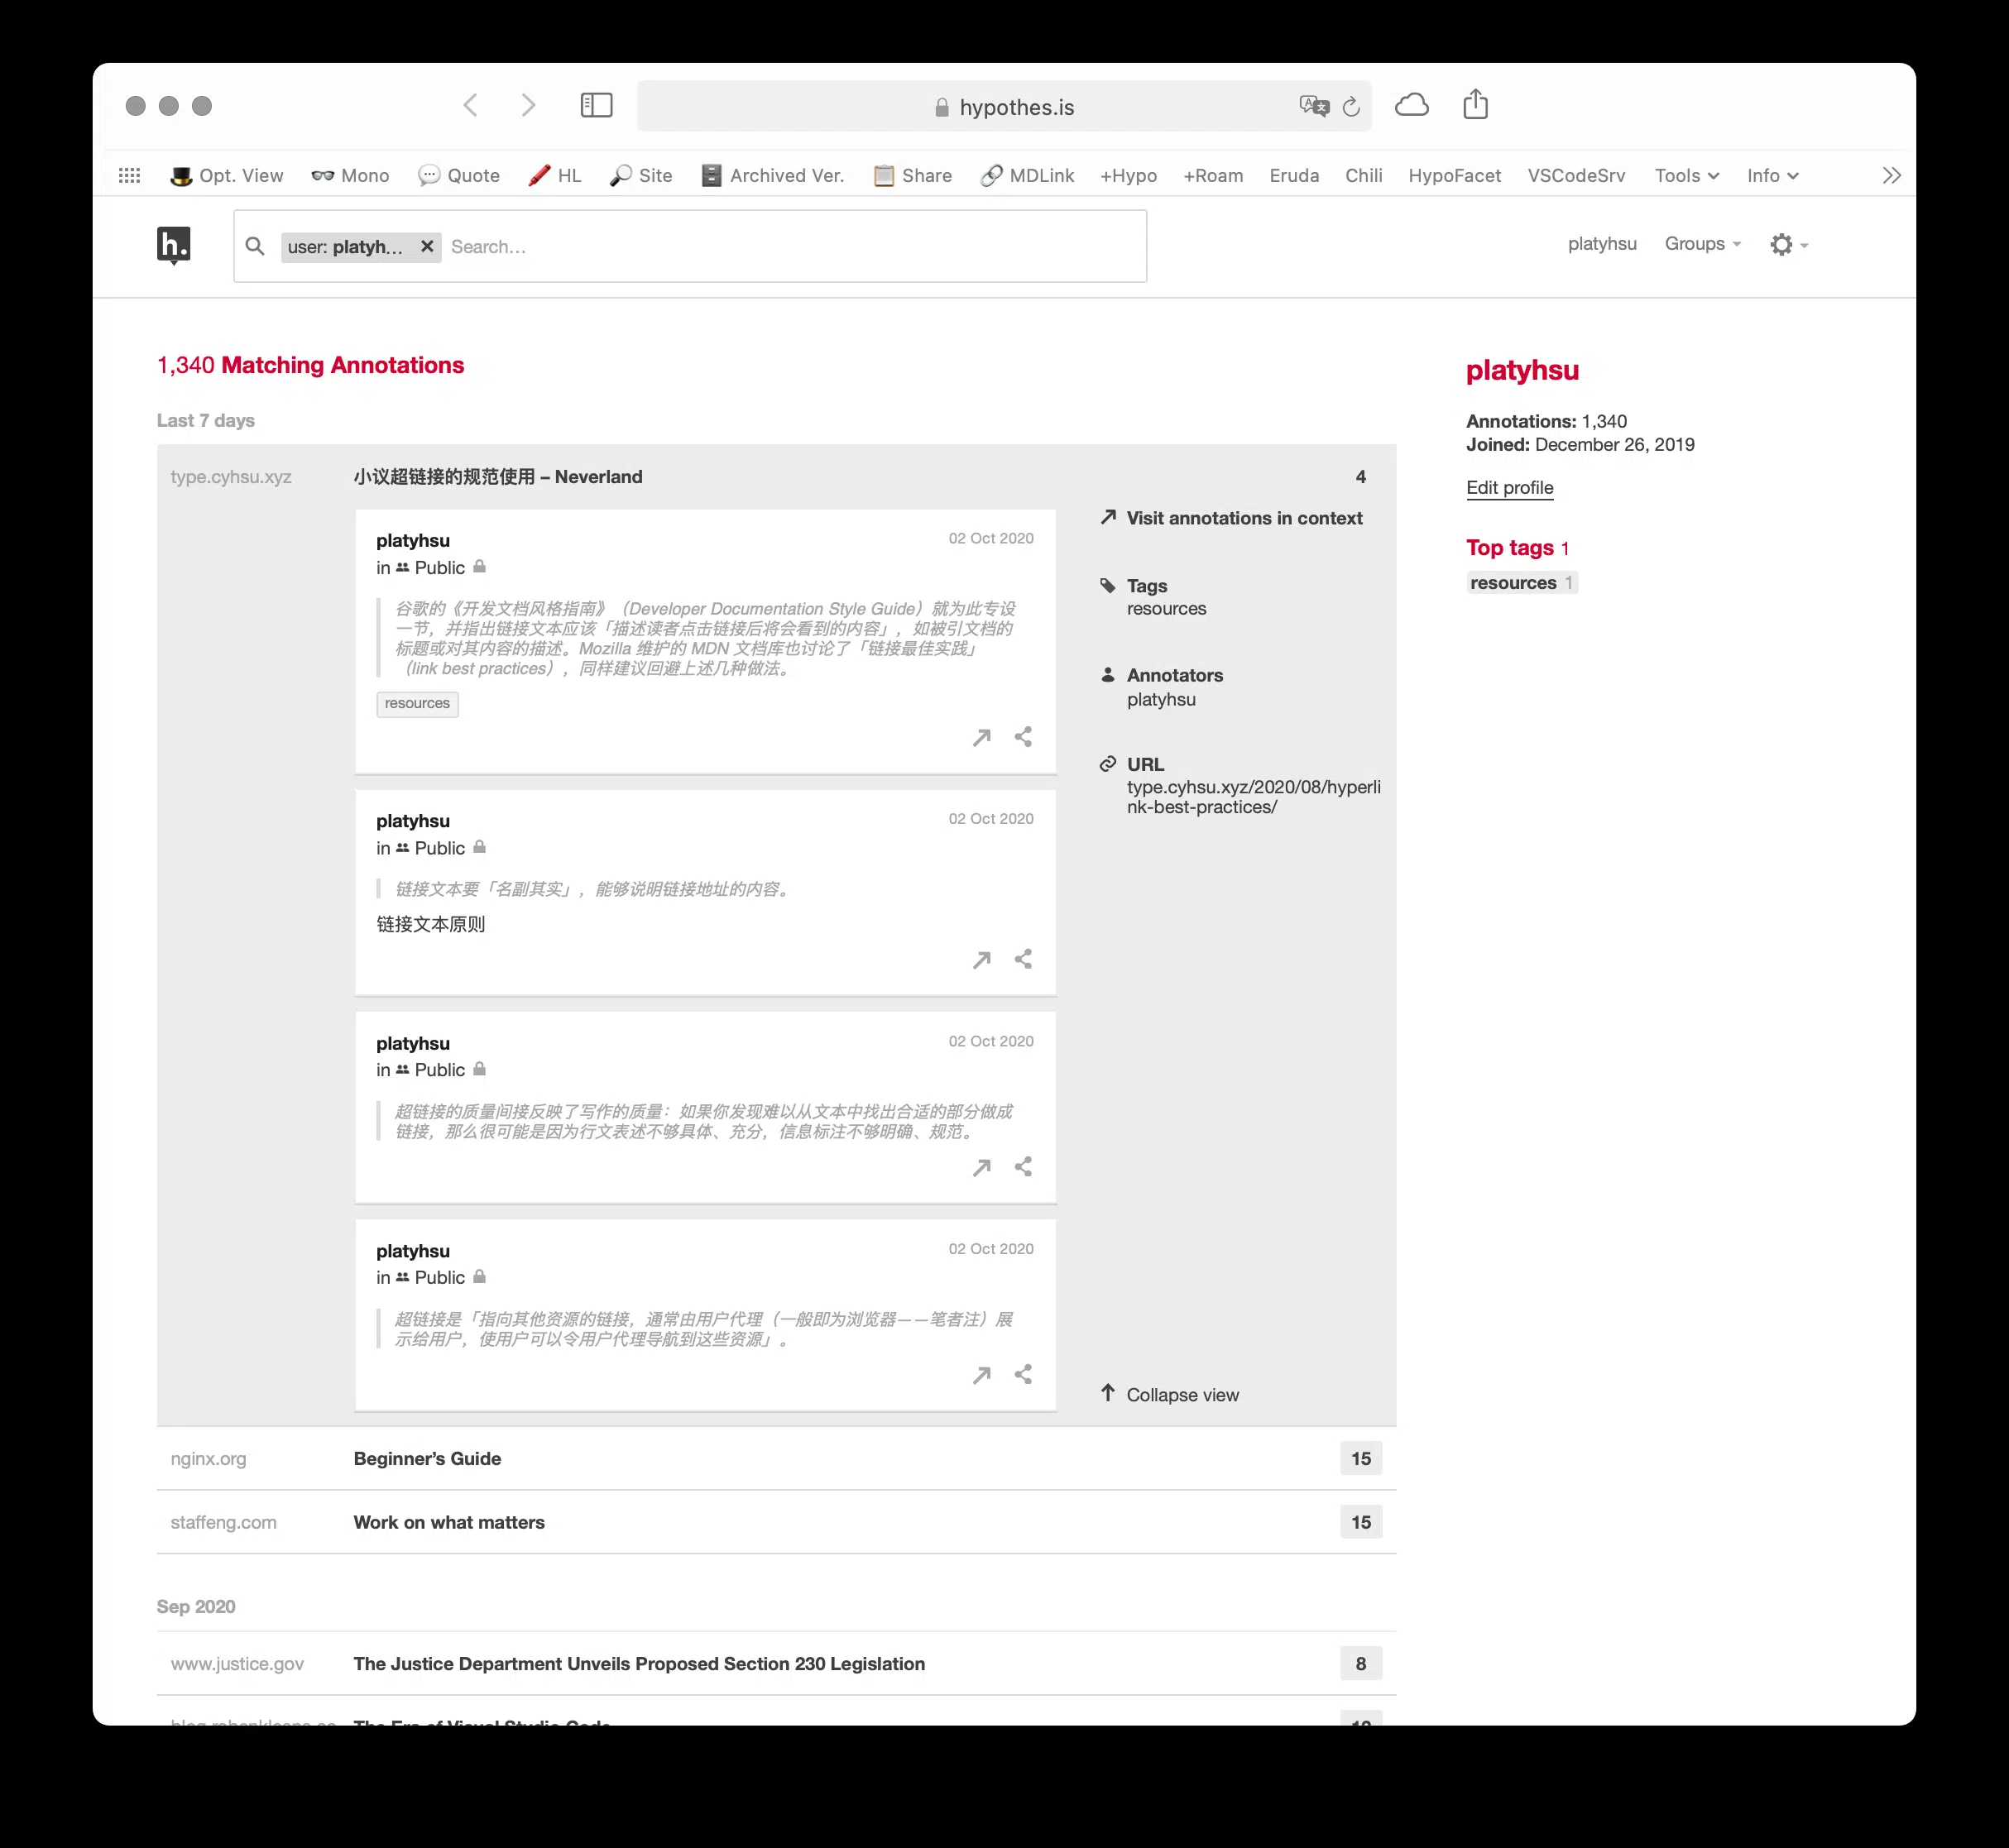 hypothes.is
Opt. View Mono Quote HL Site Archived Ver. Share MDLink +Hypo +Roam Eruda Chili HypoFacet VSCodeSrv Tools Info
h. user: platyh… Search… platyhsu Groups
1,340 Matching Annotations
Last 7 days
type.cyhsu.xyz 小议超链接的规范使用 – Neverland 4
platyhsu 02 Oct 2020
in Public
谷歌的《开发文档风格指南》（Developer Documentation Style Guide）就为此专设
一节，并指出链接文本应该「描述读者点击链接后将会看到的内容」，如被引文档的
标题或对其内容的描述。Mozilla 维护的 MDN 文档库也讨论了「链接最佳实践」
（link best practices），同样建议回避上述几种做法。
resources
platyhsu 02 Oct 2020
in Public
链接文本要「名副其实」，能够说明链接地址的内容。
链接文本原则
platyhsu 02 Oct 2020
in Public
超链接的质量间接反映了写作的质量：如果你发现难以从文本中找出合适的部分做成
链接，那么很可能是因为行文表述不够具体、充分，信息标注不够明确、规范。
platyhsu 02 Oct 2020
in Public
超链接是「指向其他资源的链接，通常由用户代理（一般即为浏览器——笔者注）展
示给用户，使用户可以令用户代理导航到这些资源」。
Visit annotations in context
Tags
resources
Annotators
platyhsu
URL
type.cyhsu.xyz/2020/08/hyperli
nk-best-practices/
Collapse view
nginx.org Beginner’s Guide 15
staffeng.com Work on what matters 15
Sep 2020
www.justice.gov The Justice Department Unveils Proposed Section 230 Legislation 8
The Era of Visual Studio Code
platyhsu
Annotations: 1,340
Joined: December 26, 2019
Edit profile
Top tags 1
resources 1